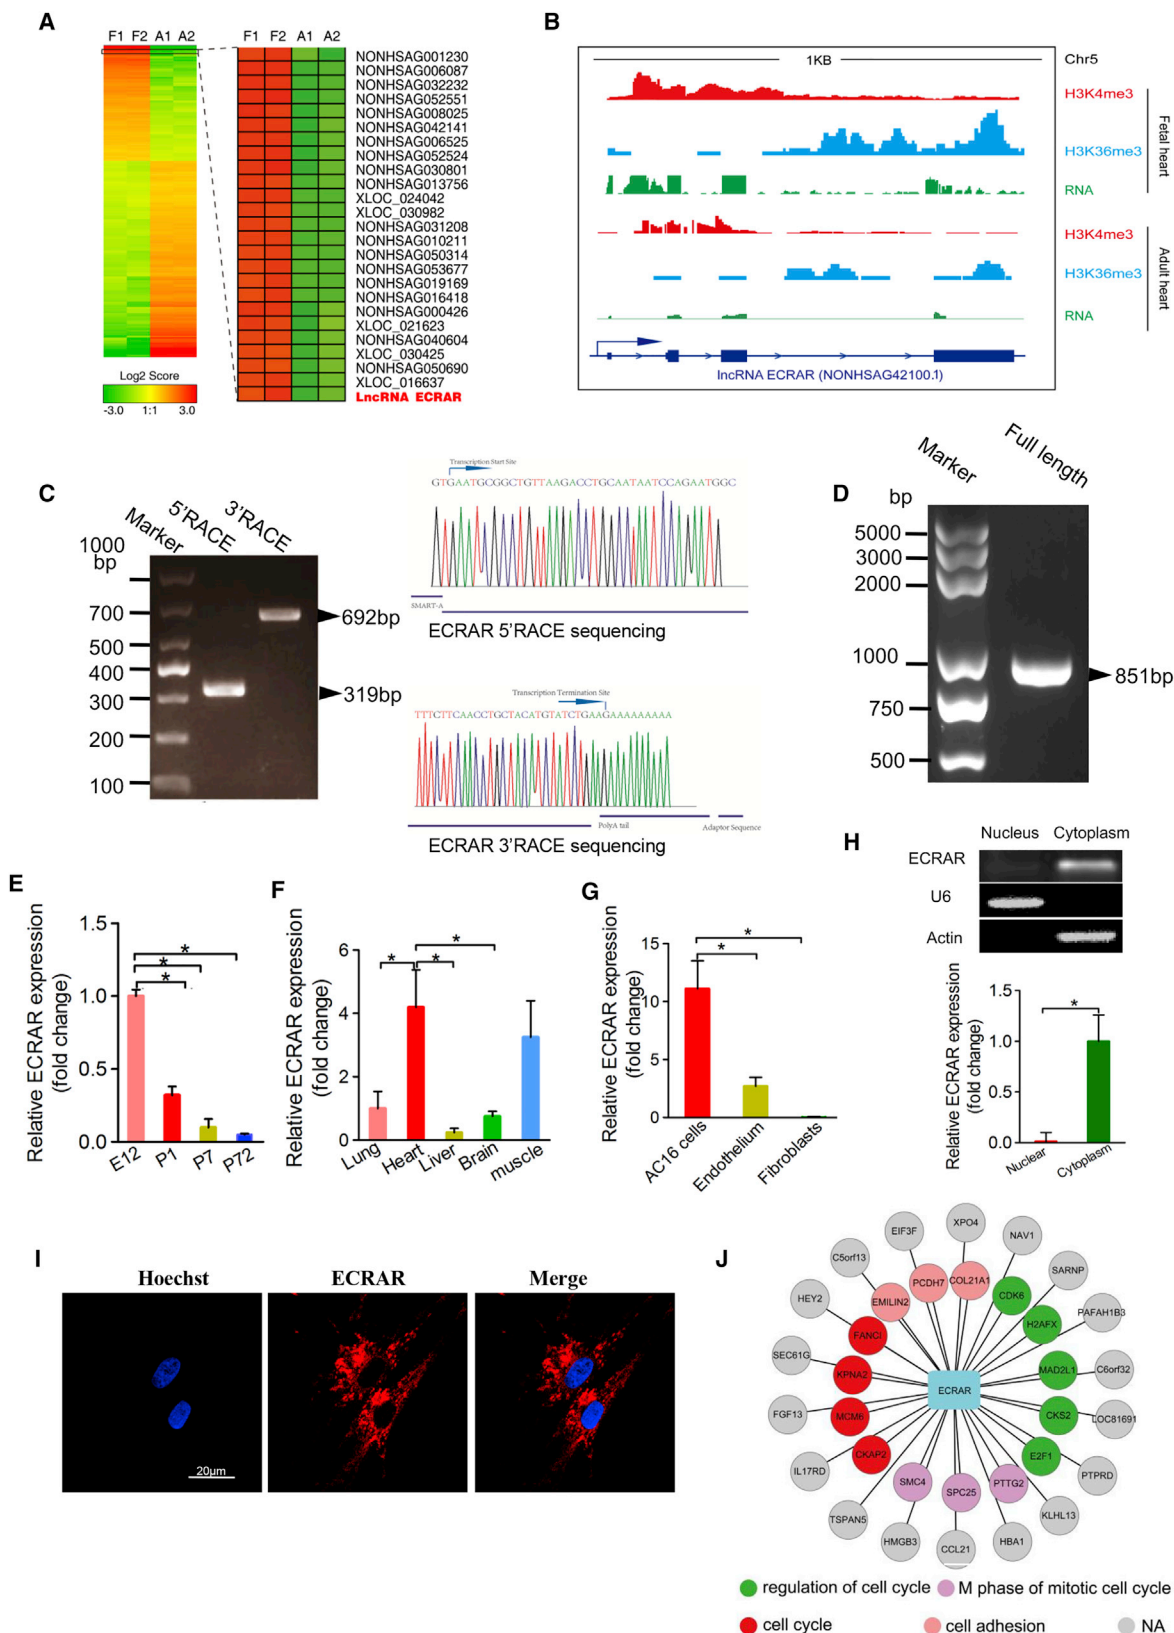 A
F1 F2 A1 A2
F1 F2 A1 A2
NONHSAG001230
NONHSAG006087
NONHSAG032232
NONHSAG052551
NONHSAG008025
NONHSAG042141
NONHSAG006525
NONHSAG052524
NONHSAG030801
NONHSAG013756
XLOC_024042
XLOC_030982
NONHSAG031208
NONHSAG010211
NONHSAG050314
NONHSAG053677
NONHSAG019169
NONHSAG016418
NONHSAG000426
XLOC_021623
NONHSAG040604
XLOC_030425
NONHSAG050690
XLOC_016637
LncRNA ECRAR
Log2 Score
-3.0 1:1 3.0
B
1KB
Chr5
H3K4me3
H3K36me3
RNA
Fetal heart
H3K4me3
H3K36me3
RNA
Adult heart
lncRNA ECRAR (NONHSAG42100.1)
C
Marker
5'RACE
3'RACE
1000
bp
700
500
400
300
200
100
692bp
319bp
Transcription Start Site
GTGAATGCGGCTGTTAAGACCTGCAATAATCCAGAATGGC
SMART-A
ECRAR 5'RACE sequencing
Transcription Termination Site
TTTCTTCAACCTGCTACATGTATCTGAAGAAAAAAAAA
PolyA tail
Adaptor Sequence
ECRAR 3'RACE sequencing
D
Marker
Full length
bp
5000
3000
2000
1000
750
500
851bp
E
Relative ECRAR expression
(fold change)
1.5
1.0
0.5
0.0
* * *
E12 P1 P7 P72
F
Relative ECRAR expression
(fold change)
6
4
2
0
* * *
Lung Heart Liver Brain muscle
G
Relative ECRAR expression
(fold change)
15
10
5
0
* *
AC16 cells Endothelium Fibroblasts
H
Nucleus Cytoplasm
ECRAR
U6
Actin
Relative ECRAR expression
(fold change)
1.5
1.0
0.5
0.0
*
Nuclear Cytoplasm
I
Hoechst ECRAR Merge
20μm
J
XPO4
EIF3F
NAV1
C5orf13
SARNP
PCDH7
COL21A1
CDK6
EMILIN2
HEY2
PAFAH1B3
H2AFX
FANCI
SEC61G
KPNA2
MAD2L1
C6orf32
ECRAR
FGF13
MCM6
CKS2
LOC81691
CKAP2
E2F1
IL17RD
PTPRD
SMC4
SPC25
PTTG2
TSPAN5
KLHL13
HMGB3
CCL21
HBA1
regulation of cell cycle
M phase of mitotic cell cycle
cell cycle
cell adhesion
NA